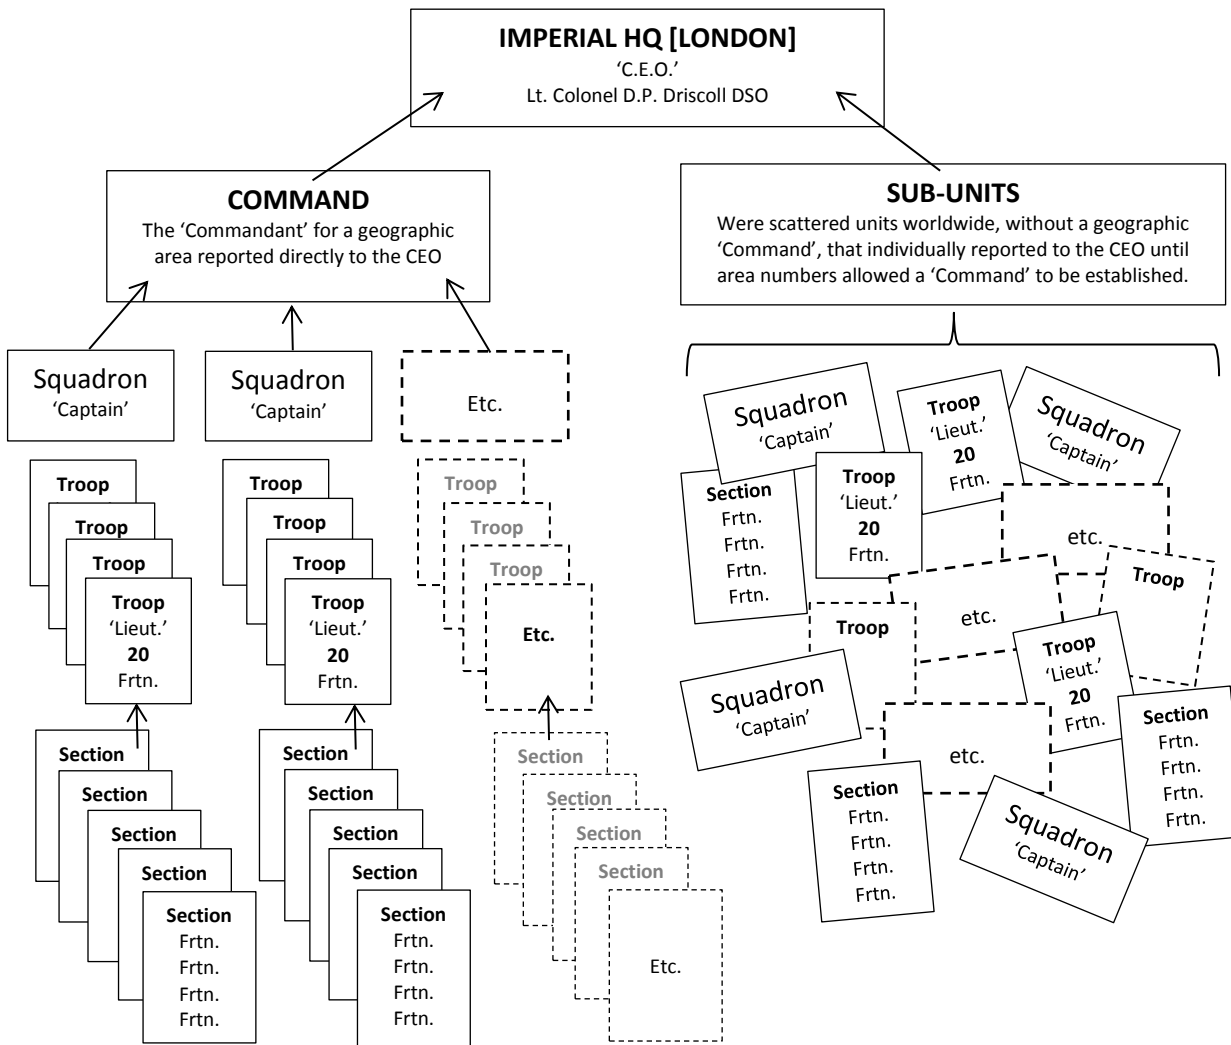 IMPERIAL HQ [LONDON]
‘C.E.O.’
Lt. Colonel D.P. Driscoll DSO
COMMAND
The ‘Commandant’ for a geographic
area reported directly to the CEO
SUB-UNITS
Were scattered units worldwide, without a geographic
‘Command’, that individually reported to the CEO until
area numbers allowed a ‘Command’ to be established.
Squadron
‘Captain’
Squadron
‘Captain’
Etc.
Troop
Troop
Troop
Troop
‘Lieut.’
20
Frtn.
Troop
Troop
Troop
Troop
‘Lieut.’
20
Frtn.
Troop
Troop
Troop
Etc.
Section
Section
Section
Section
Section
Frtn.
Frtn.
Frtn.
Frtn.
Section
Section
Section
Section
Section
Frtn.
Frtn.
Frtn.
Frtn.
Section
Section
Section
Section
Etc.
Squadron
‘Captain’
Troop
‘Lieut.’
20
Frtn.
Squadron
‘Captain’
Section
Frtn.
Frtn.
Frtn.
Frtn.
Troop
‘Lieut.’
20
Frtn.
etc.
Troop
etc.
Troop
Troop
‘Lieut.’
20
Frtn.
Squadron
‘Captain’
Section
Frtn.
Frtn.
Frtn.
Frtn.
etc.
Section
Frtn.
Frtn.
Frtn.
Frtn.
Squadron
‘Captain’